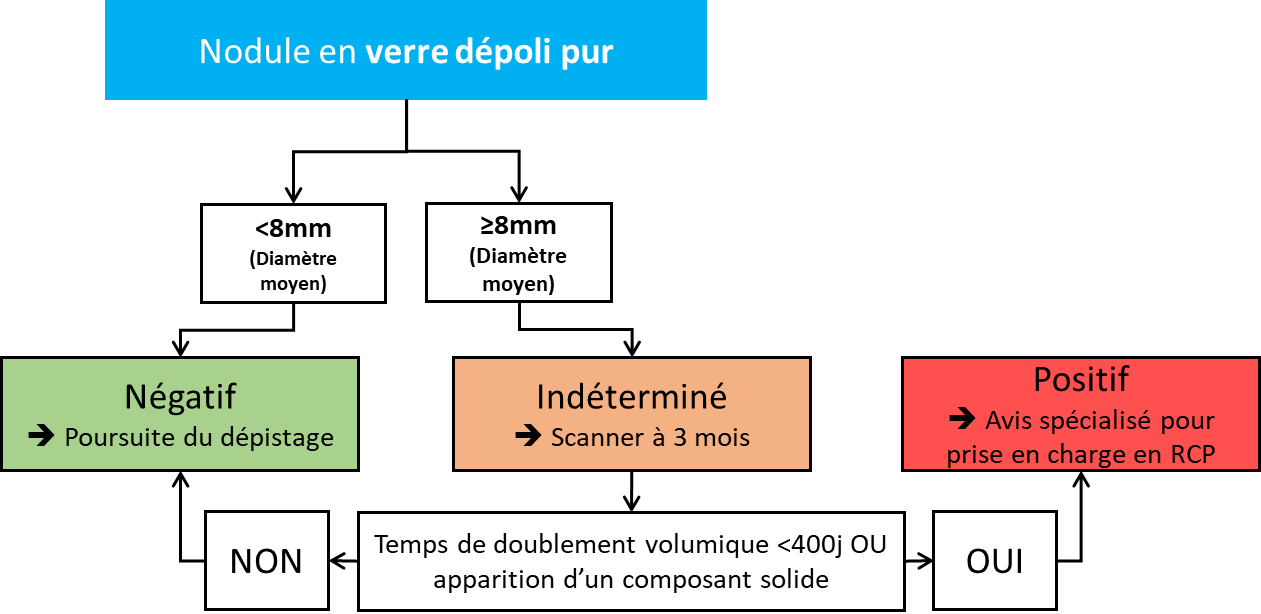 Nodule en verre dépoli pur
<8mm
(Diamètre
moyen)
≥8mm
(Diamètre
moyen)
Négatif
➔ Poursuite du dépistage
Indéterminé
➔ Scanner à 3 mois
Positif
➔ Avis spécialisé pour
prise en charge en RCP
NON
Temps de doublement volumique <400j OU
apparition d’un composant solide
OUI